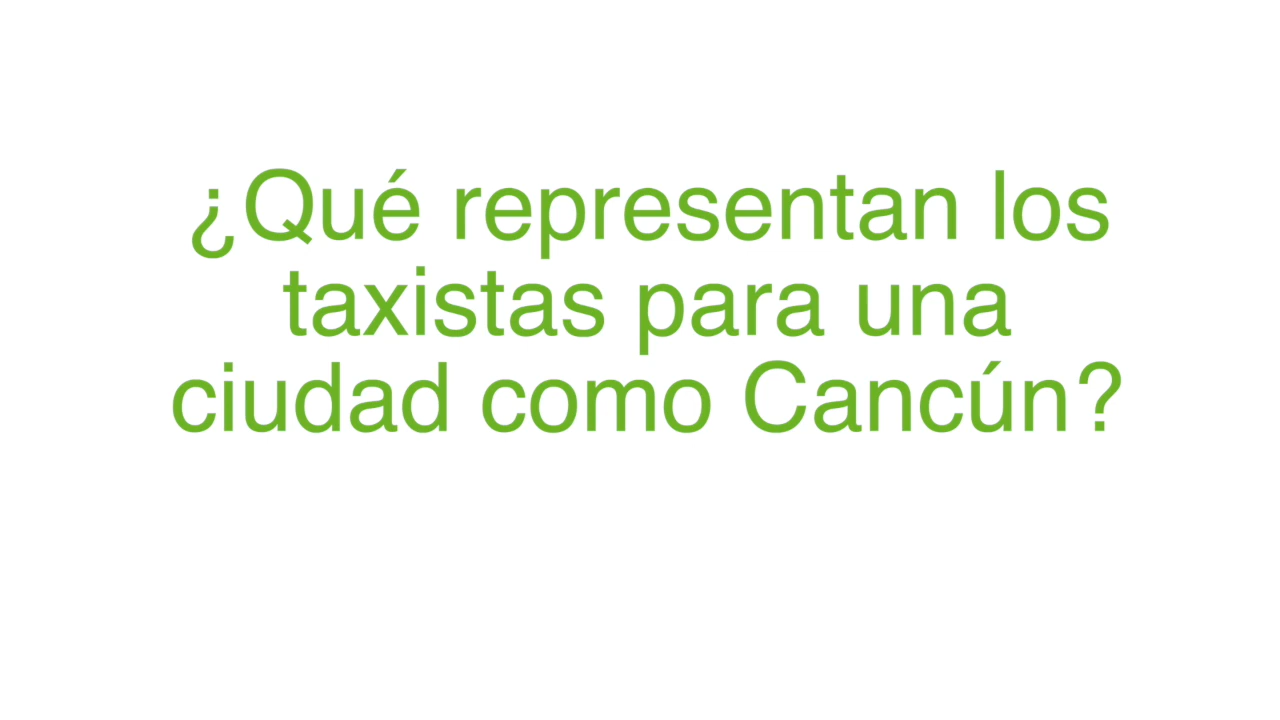 ¿Qué representan los
taxistas para una
ciudad como Cancún?